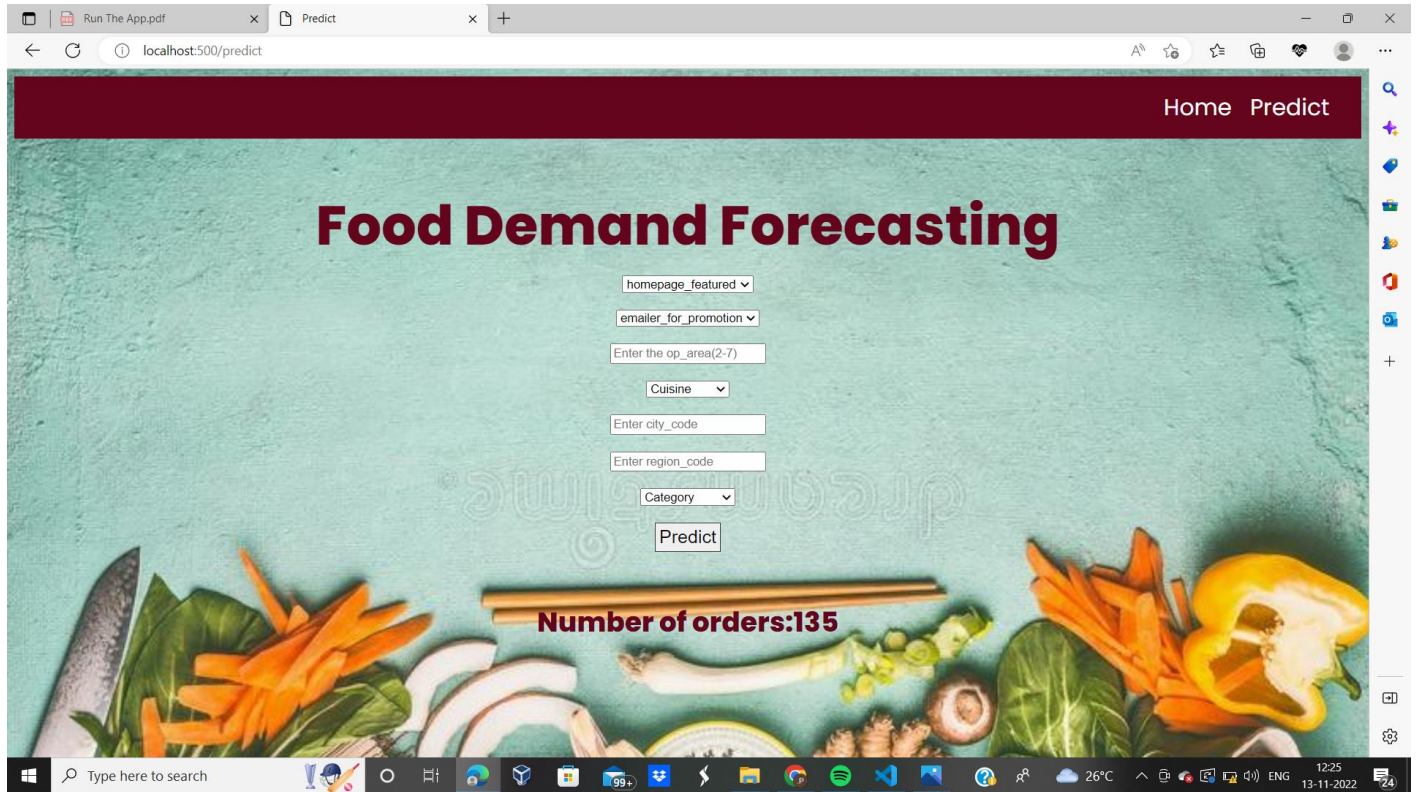 Run The App.pdf
Predict
localhost:500/predict
Home Predict
Food Demand Forecasting
homepage_featured
emailer_for_promotion
Enter the op_area(2-7)
Cuisine
Enter city_code
Enter region_code
dreamstime
Category
Predict
Number of orders:135
Type here to search
99+
26°C
ENG
12:25
13-11-2022
24